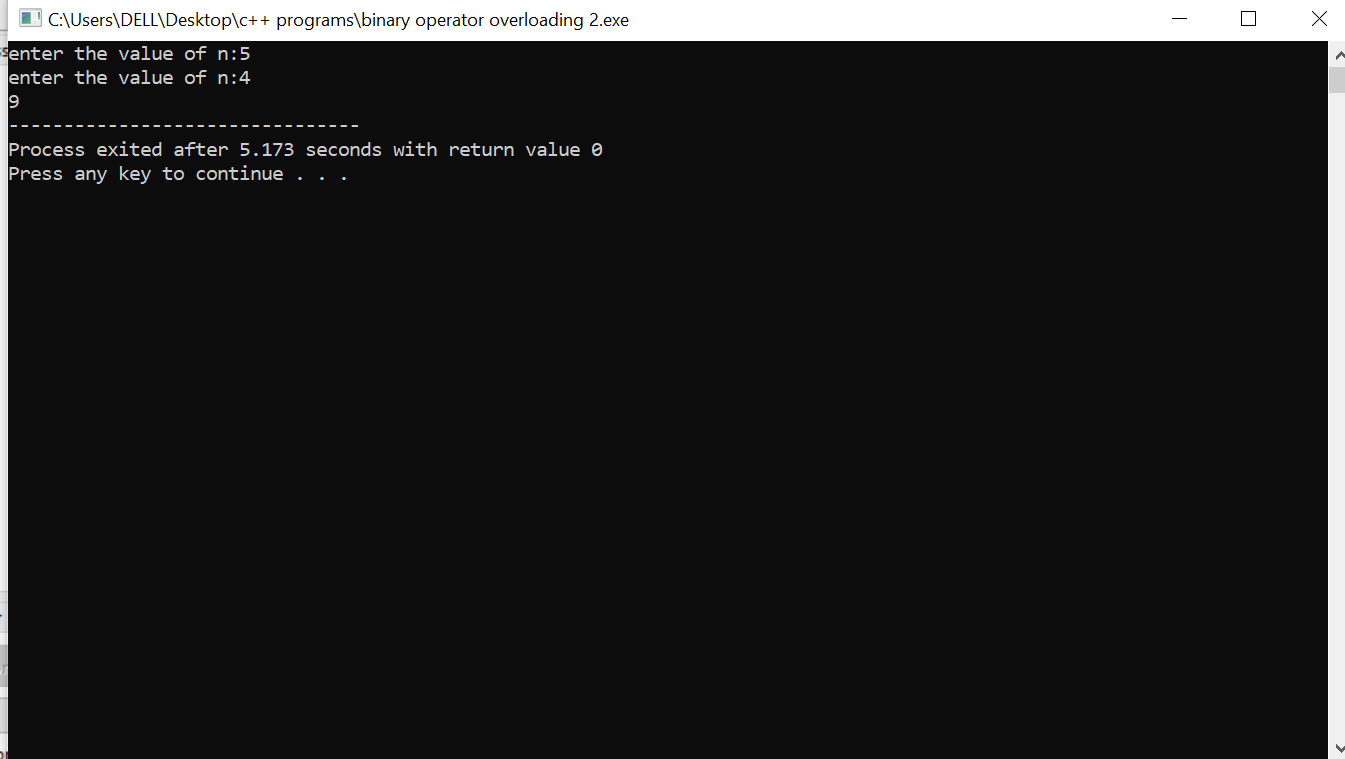 C:\Users\DELL\Desktop\c++ programs\binary operator overloading 2.exe
enter the value of n:5
enter the value of n:4
9
--------------------------------
Process exited after 5.173 seconds with return value 0
Press any key to continue . . .